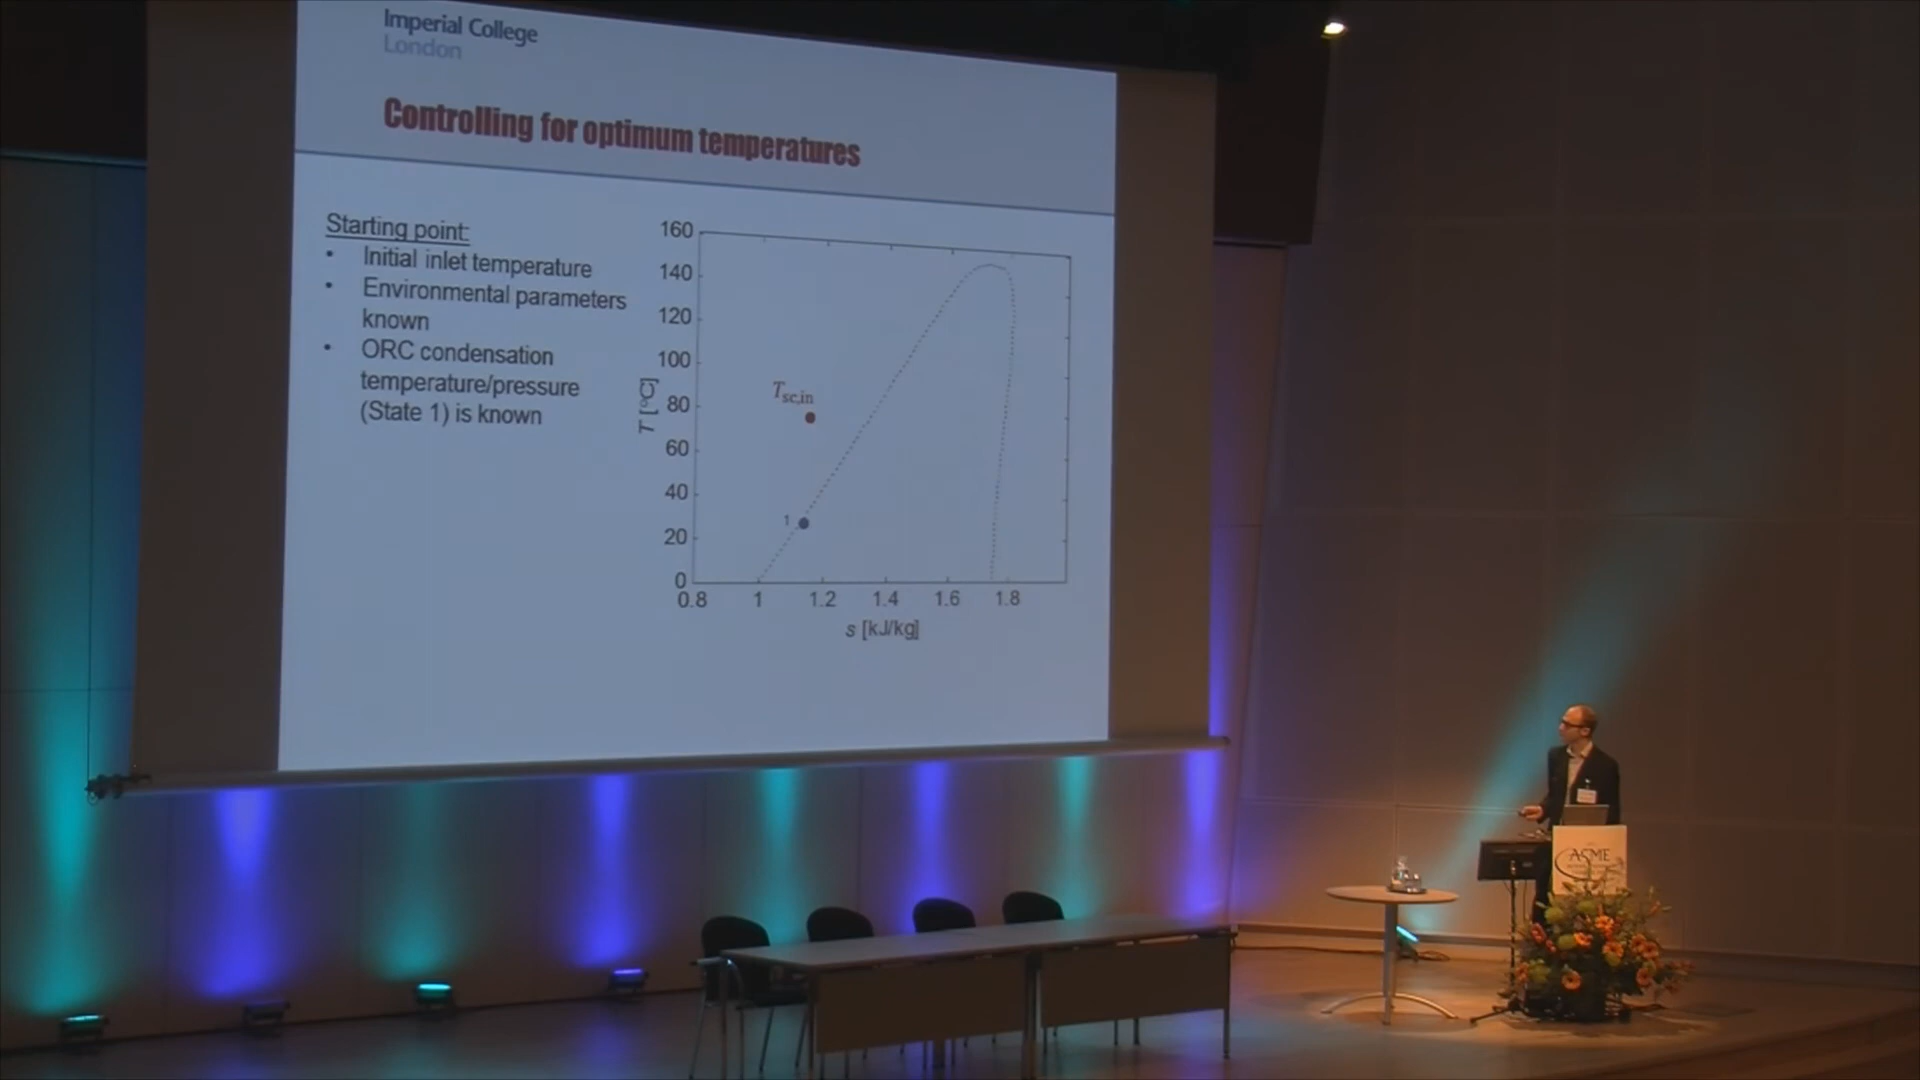 Imperial College
London
Controlling for optimum temperatures
Starting point:
• Initial inlet temperature
• Environmental parameters
known
• ORC condensation
temperature/pressure
(State 1) is known
160
140
120
100
80
60
40
20
0
T [°C]
Tsc,in
1
0.8 1 1.2 1.4 1.6 1.8
s [kJ/kg]
ASME